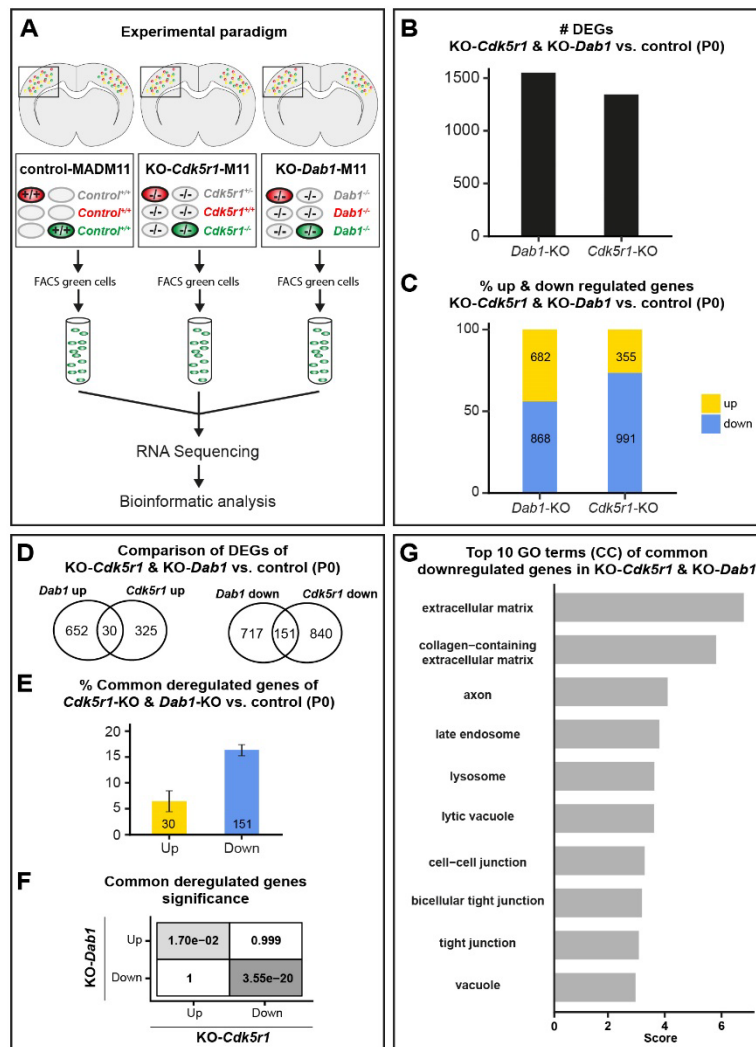 A
Experimental paradigm
control-MADM11
KO-Cdk5r1-M11
KO-Dab1-M11
+/+
Control+/+
Control+/+
+/+
Control+/+
-/-
-/-
Cdk5r1+/-
-/-
-/-
Cdk5r1+/+
-/-
-/-
Cdk5r1-/-
-/-
-/-
Dab1-/-
-/-
-/-
Dab1-/-
-/-
-/-
Dab1-/-
FACS green cells
FACS green cells
FACS green cells
RNA Sequencing
Bioinformatic analysis
B
# DEGs
KO-Cdk5r1 & KO-Dab1 vs. control (P0)
1500
1000
500
0
Dab1-KO
Cdk5r1-KO
C
% up & down regulated genes
KO-Cdk5r1 & KO-Dab1 vs. control (P0)
100
50
0
682
355
868
991
up
down
Dab1-KO
Cdk5r1-KO
D
Comparison of DEGs of
KO-Cdk5r1 & KO-Dab1 vs. control (P0)
Dab1 up
Cdk5r1 up
652
30
325
Dab1 down
Cdk5r1 down
717
151
840
E
% Common deregulated genes of
Cdk5r1-KO & Dab1-KO vs. control (P0)
20
15
10
5
0
30
151
Up
Down
F
Common deregulated genes
significance
KO-Dab1
Up
1.70e-02
0.999
Down
1
3.55e-20
Up
Down
KO-Cdk5r1
G
Top 10 GO terms (CC) of common
downregulated genes in KO-Cdk5r1 & KO-Dab1
extracellular matrix
collagen-containing
extracellular matrix
axon
late endosome
lysosome
lytic vacuole
cell-cell junction
bicellular tight junction
tight junction
vacuole
0
2
4
6
Score